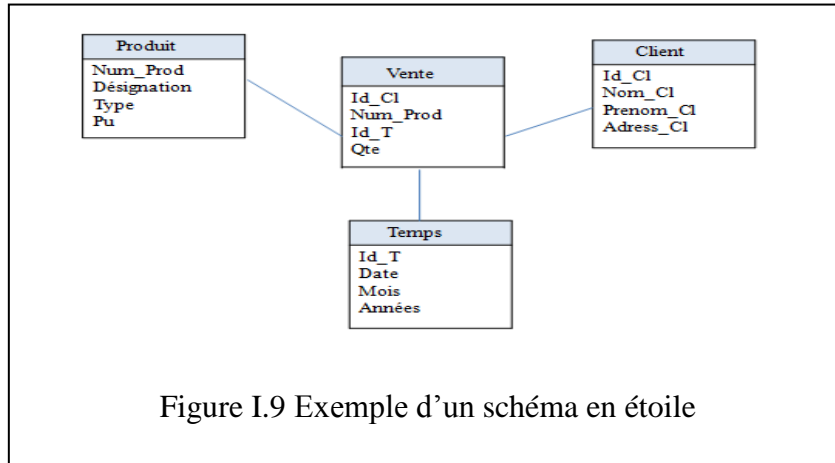 Produit
Num_Prod
Désignation
Type
Pu
Vente
Id_Cl
Num_Prod
Id_T
Qte
Client
Id_Cl
Nom_Cl
Prenom_Cl
Adress_Cl
Temps
Id_T
Date
Mois
Années
Figure I.9 Exemple d’un schéma en étoile